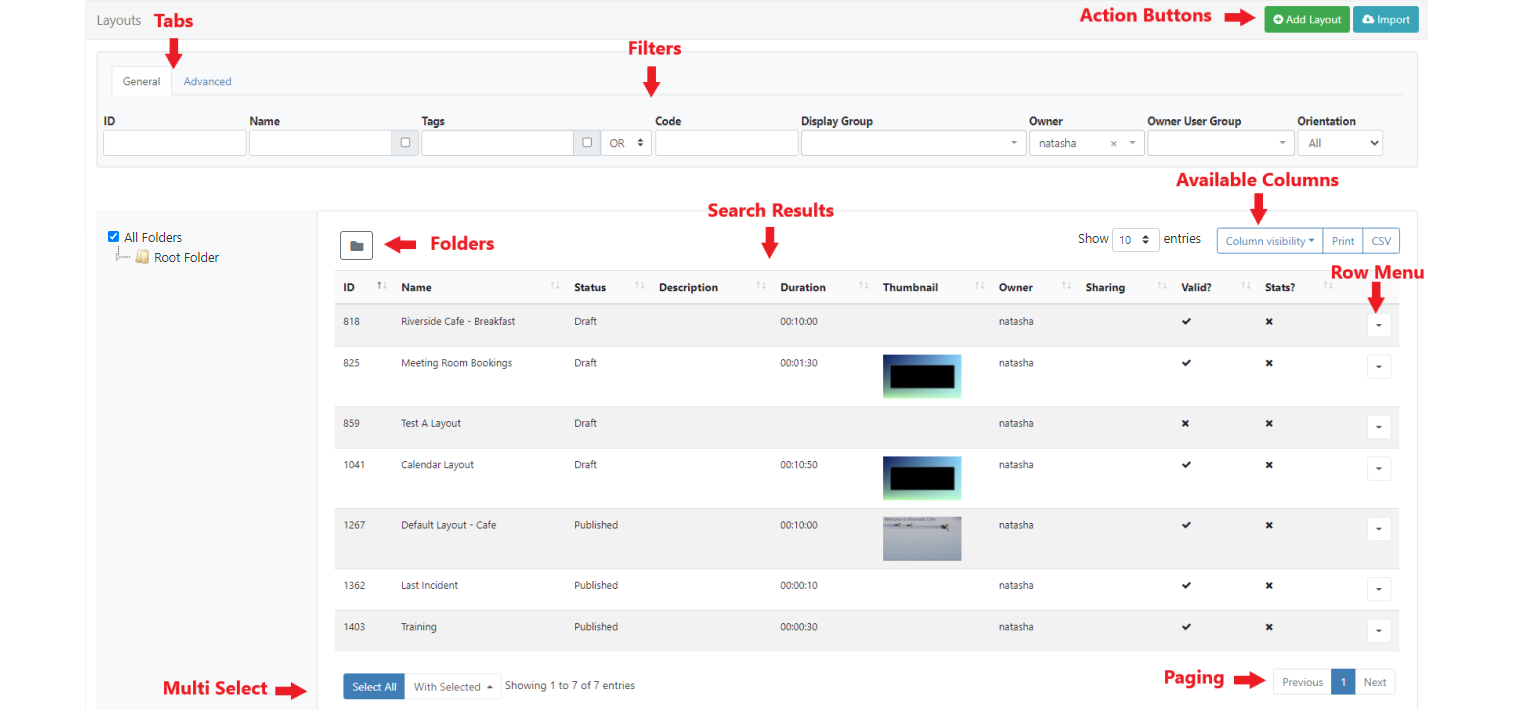 Layouts Tabs Action Buttons Add Layout Import
Filters
General Advanced
ID Name Tags Code Display Group Owner Owner User Group Orientation
OR natasha × All
Available Columns
Search Results
All Folders Folders Show 10 entries Column visibility Print CSV
Root Folder
Row Menu
ID Name Status Description Duration Thumbnail Owner Sharing Valid? Stats?
818 Riverside Cafe - Breakfast Draft 00:10:00 natasha
825 Meeting Room Bookings Draft 00:01:30 natasha
859 Test A Layout Draft natasha
1041 Calendar Layout Draft 00:10:50 natasha
1267 Default Layout - Cafe Published 00:10:00 Welcome to Riverside Cafe natasha
1362 Last Incident Published 00:00:10 natasha
1403 Training Published 00:00:30 natasha
Multi Select Select All With Selected Showing 1 to 7 of 7 entries Paging Previous 1 Next